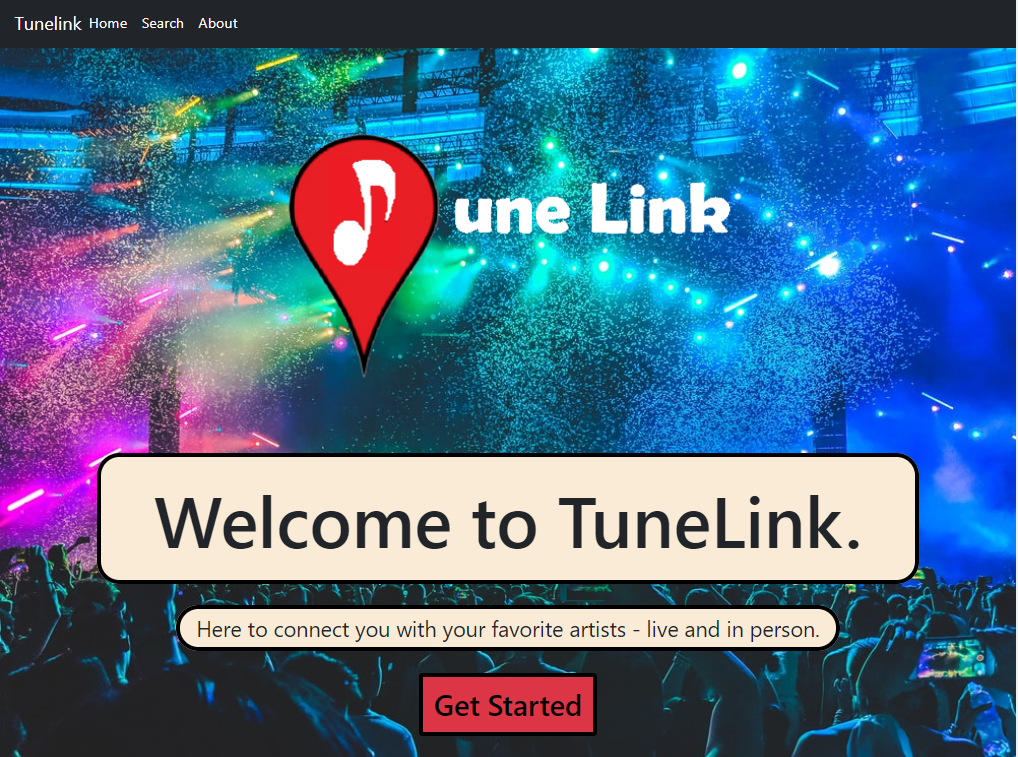 Tunelink Home Search About
une Link
Welcome to TuneLink.
Here to connect you with your favorite artists - live and in person.
Get Started